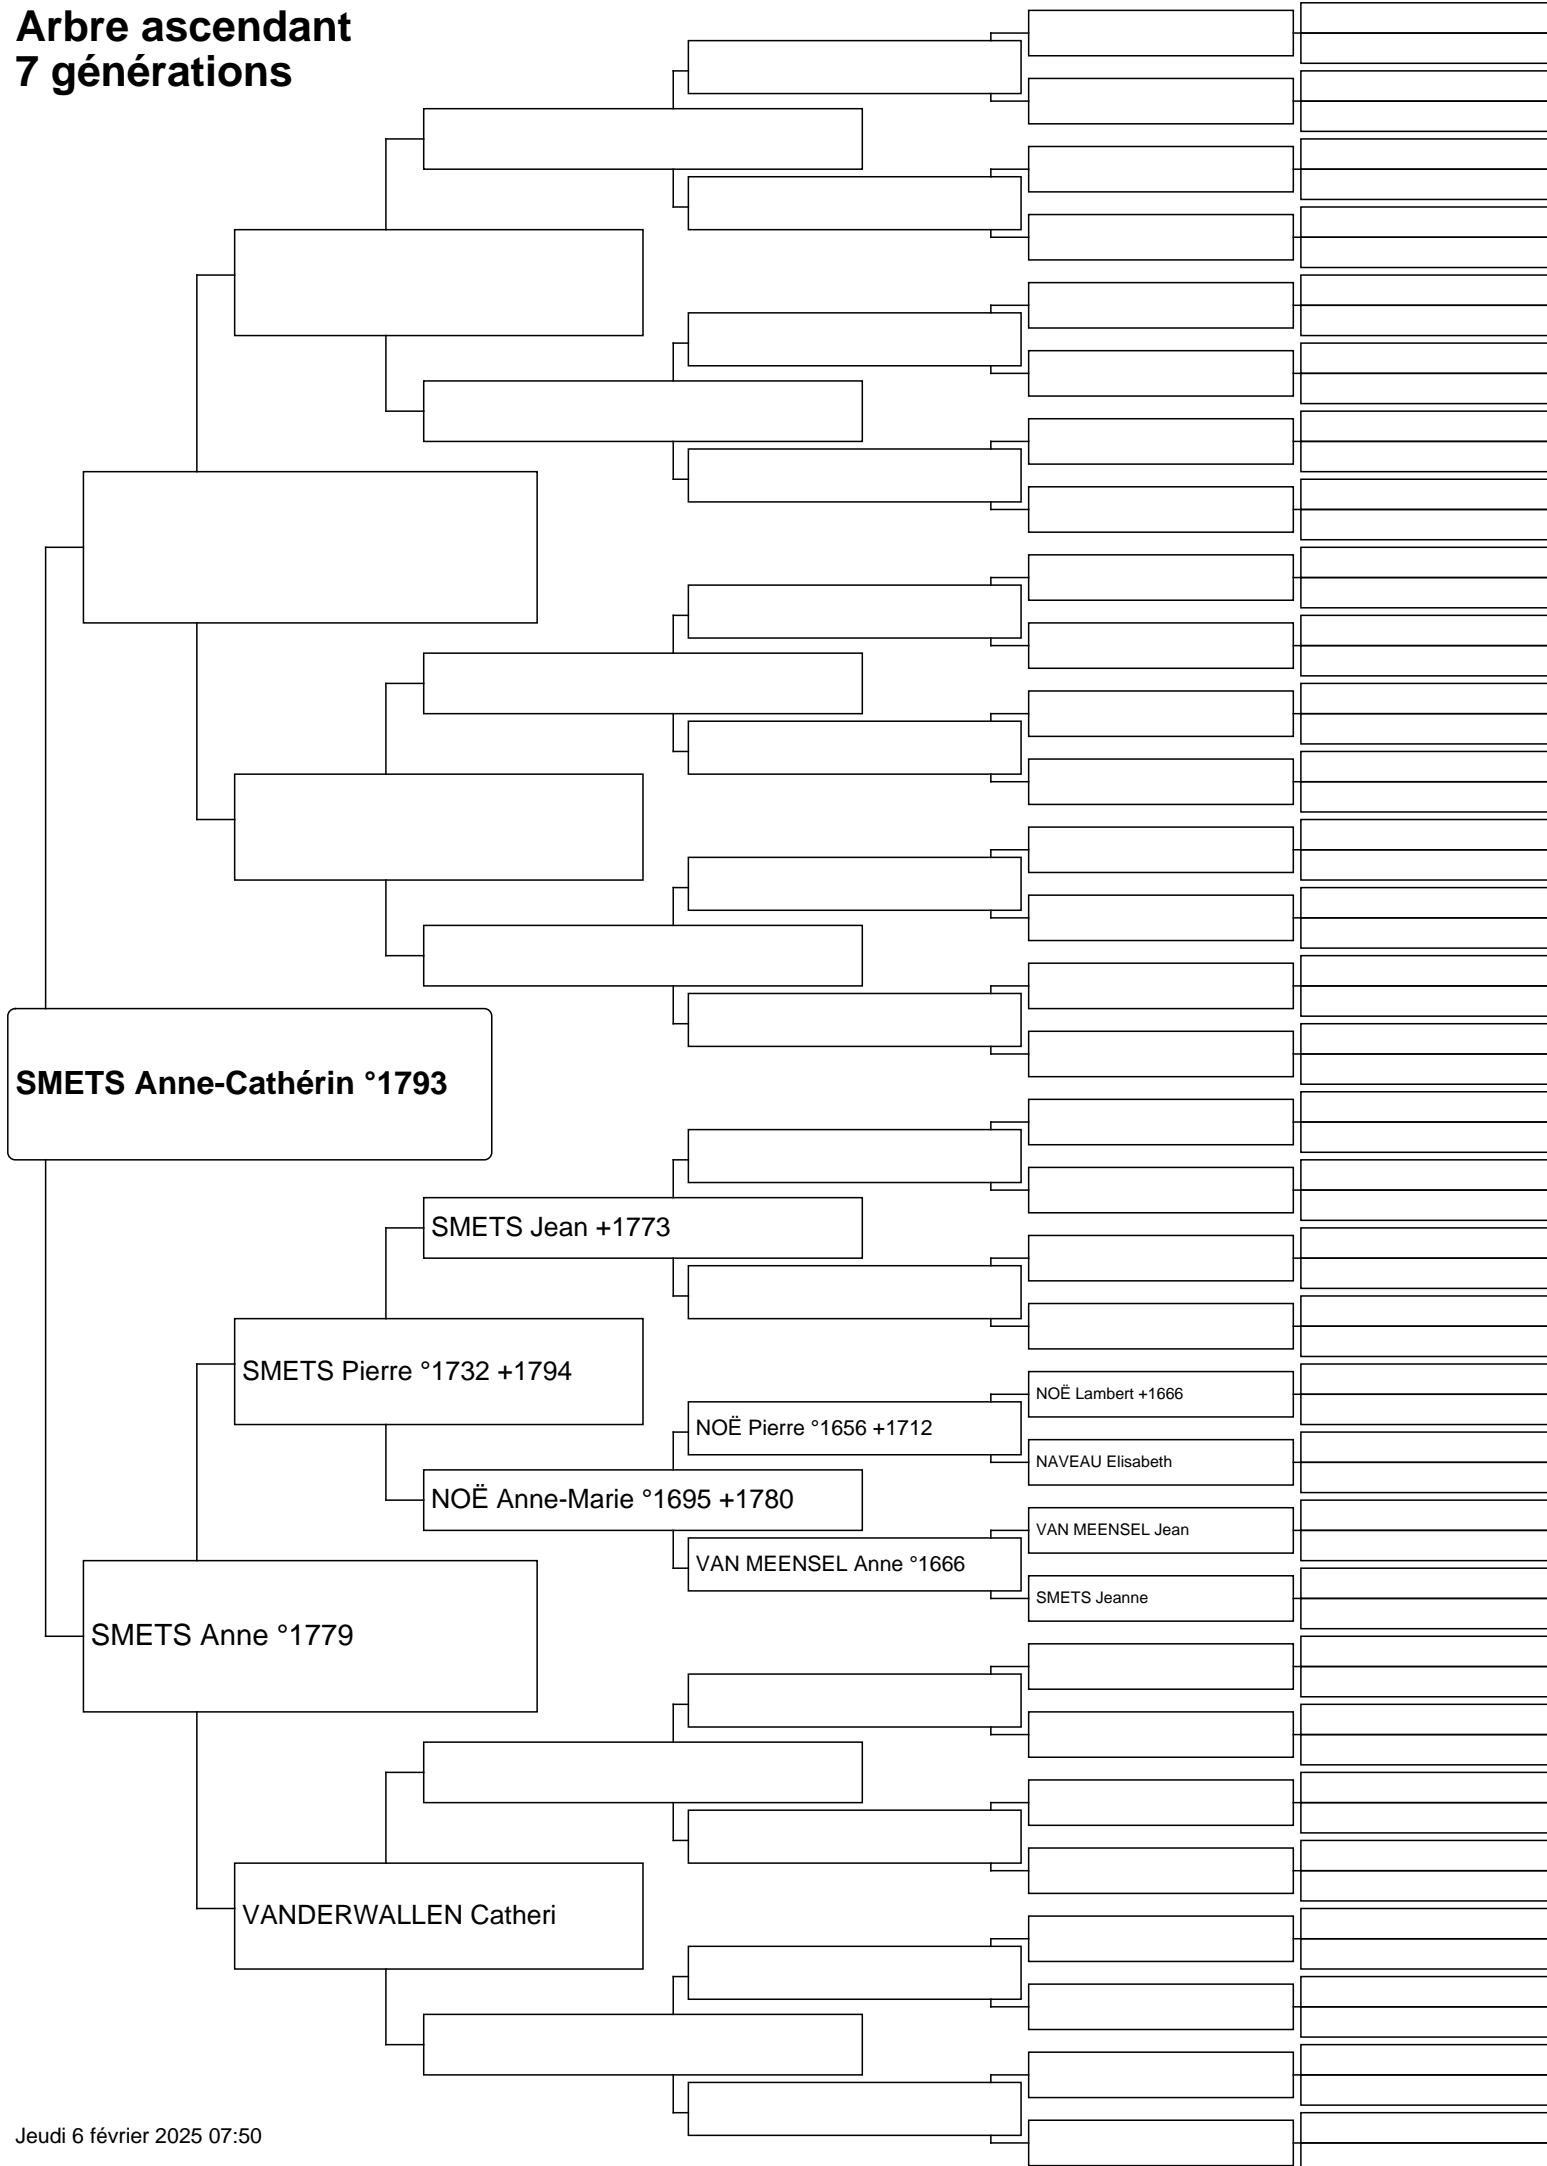 Arbre ascendant
7 générations
SMETS Anne-Cathérin °1793
SMETS Jean +1773
SMETS Pierre °1732 +1794
NOË Lambert +1666
NOË Pierre °1656 +1712
NAVEAU Elisabeth
NOË Anne-Marie °1695 +1780
VAN MEENSEL Jean
VAN MEENSEL Anne °1666
SMETS Jeanne
SMETS Anne °1779
VANDERWALLEN Catheri
Jeudi 6 février 2025 07:50